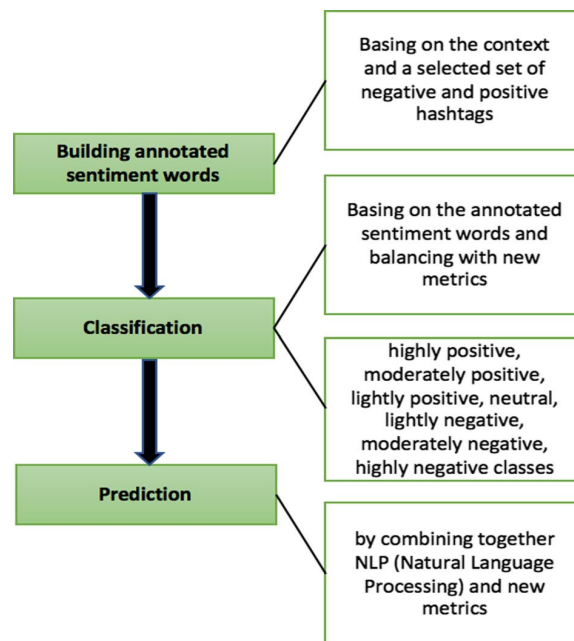 Basing on the context
and a selected set of
negative and positive
hashtags
Building annotated
sentiment words
Basing on the annotated
sentiment words and
balancing with new
metrics
Classification
highly positive,
moderately positive,
lightly positive, neutral,
lightly negative,
moderately negative,
highly negative classes
Prediction
by combining together
NLP (Natural Language
Processing) and new
metrics